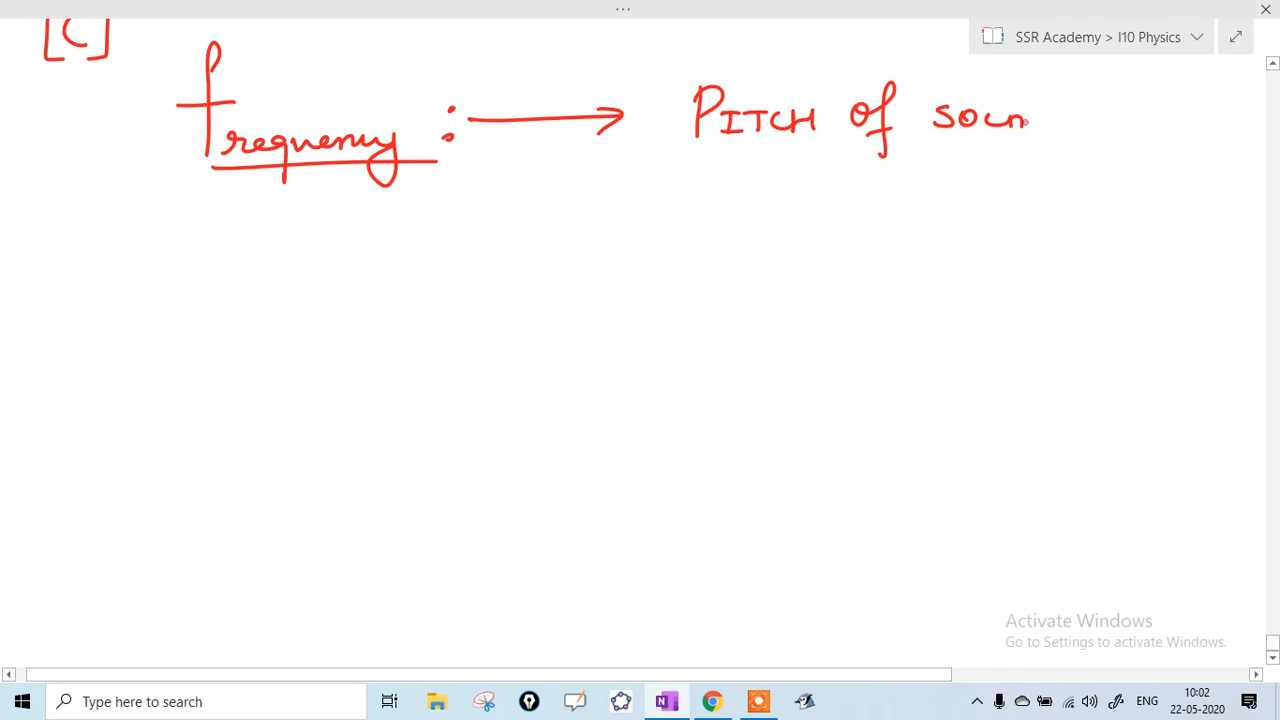 [C]
SSR Academy > I10 Physics
frequency : → PITCH of soun
Activate Windows
Go to Settings to activate Windows.
Type here to search
ENG
10:02
22-05-2020